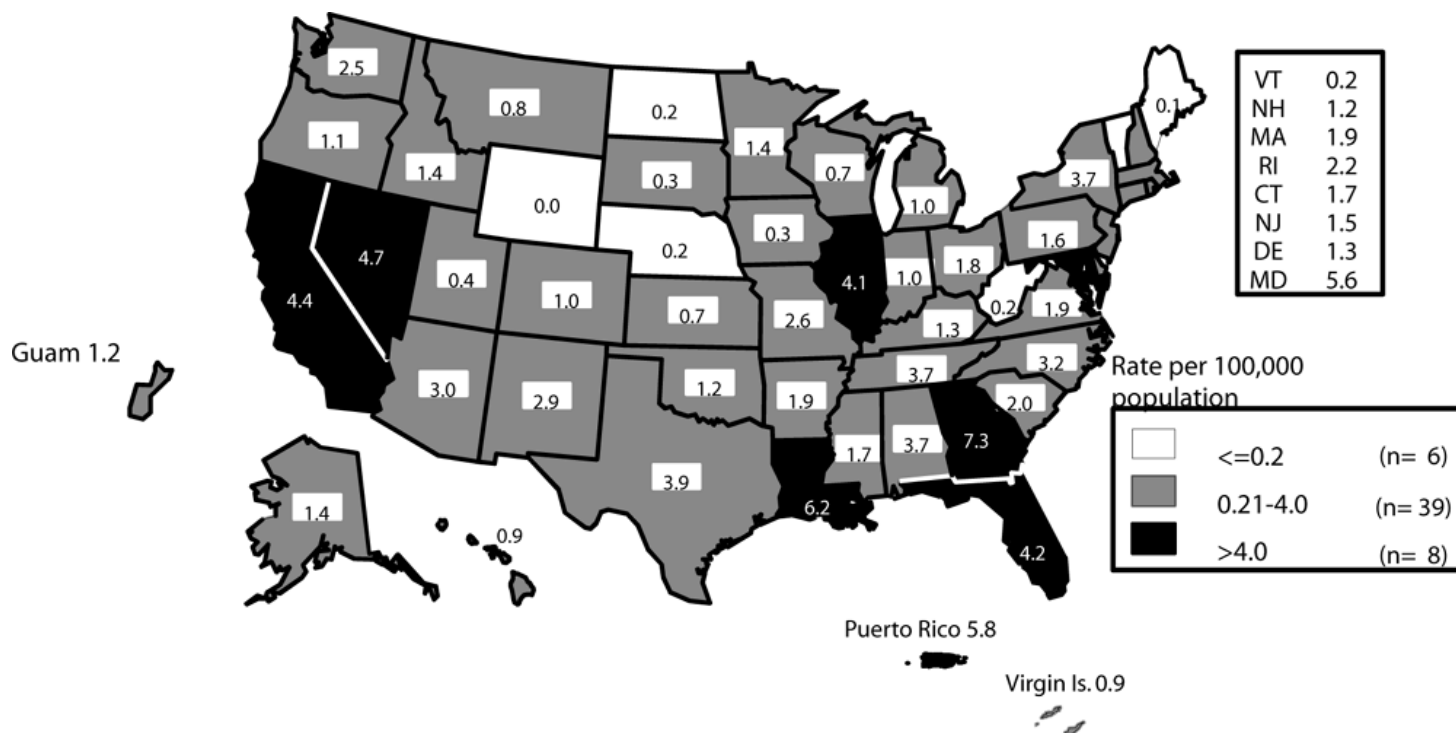 2.5
0.8
0.2
1.1
1.4
1.4
0.3
0.7
0.1
3.7
1.0
0.0
0.3
0.2
4.7
0.4
1.0
4.4
0.7
2.6
4.1
1.0
1.8
1.6
0.2
1.9
1.3
3.2
3.7
2.0
3.0
2.9
1.2
1.9
1.7
3.7
7.3
3.9
6.2
4.2
VT 0.2
NH 1.2
MA 1.9
RI 2.2
CT 1.7
NJ 1.5
DE 1.3
MD 5.6
Guam 1.2
1.4
0.9
Rate per 100,000
population
<=0.2 (n= 6)
0.21-4.0 (n= 39)
>4.0 (n= 8)
Puerto Rico 5.8
Virgin Is. 0.9